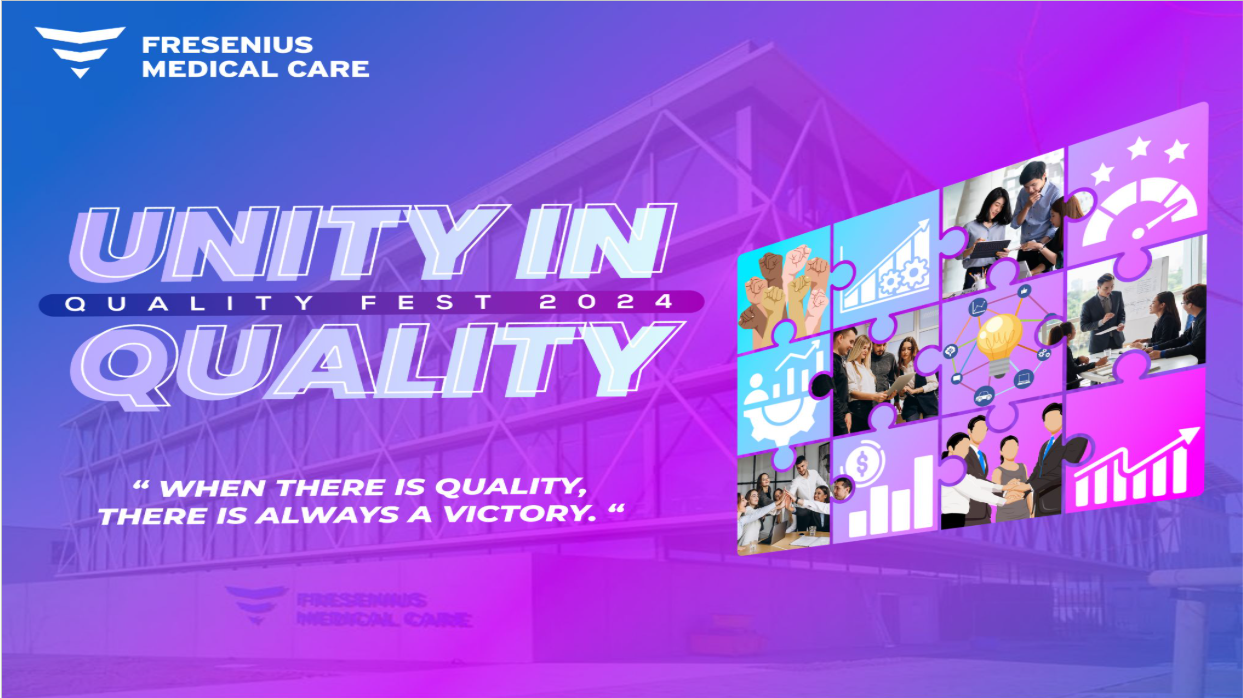 FRESENIUS
MEDICAL CARE
UNITY IN
QUALITY FEST 2024
QUALITY
“ WHEN THERE IS QUALITY,
THERE IS ALWAYS A VICTORY. “
$
FRESENIUS
MEDICAL CARE